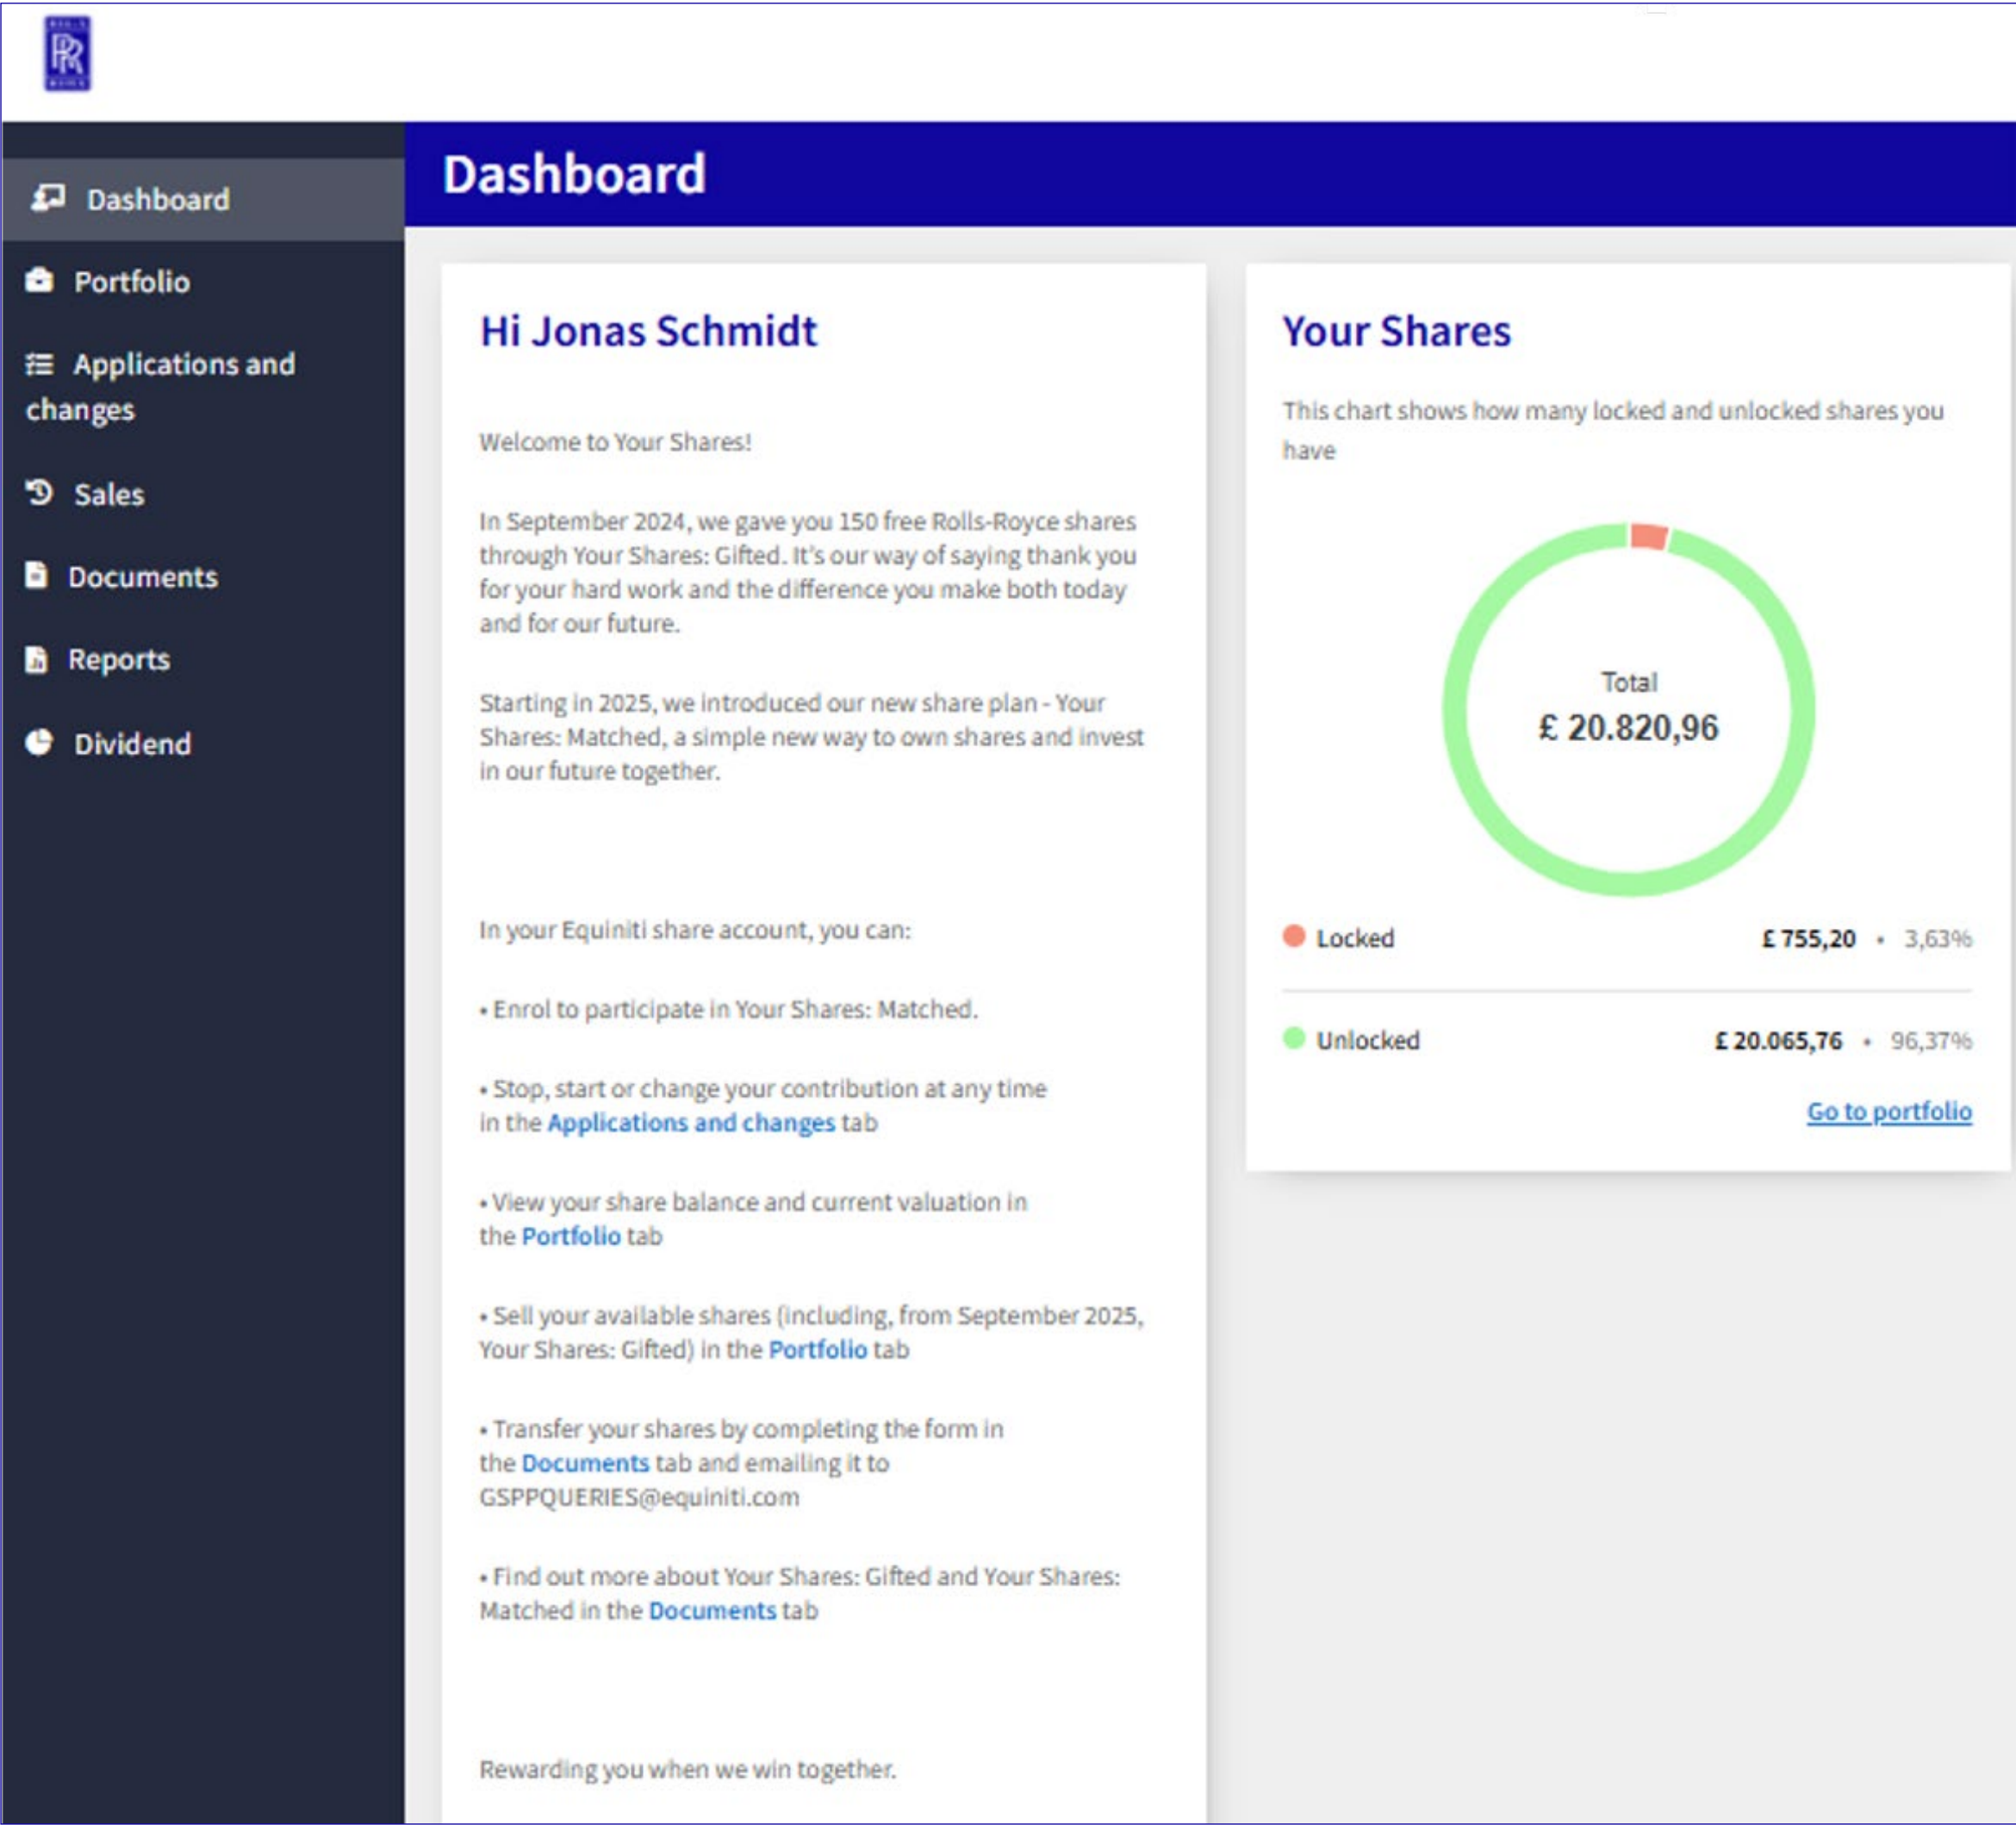 Dashboard
Portfolio
Applications and
changes
Sales
Documents
Reports
Dividend
Dashboard
Hi Jonas Schmidt
Welcome to Your Shares!
In September 2024, we gave you 150 free Rolls-Royce shares
through Your Shares: Gifted. It's our way of saying thank you
for your hard work and the difference you make both today
and for our future.
Starting in 2025, we introduced our new share plan - Your
Shares: Matched, a simple new way to own shares and invest
in our future together.
In your Equiniti share account, you can:
• Enrol to participate in Your Shares: Matched.
• Stop, start or change your contribution at any time
in the Applications and changes tab
• View your share balance and current valuation in
the Portfolio tab
• Sell your available shares (including, from September 2025,
Your Shares: Gifted) in the Portfolio tab
• Transfer your shares by completing the form in
the Documents tab and emailing it to
GSPPQUERIES@equiniti.com
• Find out more about Your Shares: Gifted and Your Shares:
Matched in the Documents tab
Rewarding you when we win together.
Your Shares
This chart shows how many locked and unlocked shares you
have
Total
£ 20.820,96
Locked £ 755,20 • 3,63%
Unlocked £ 20.065,76 • 96,37%
Go to portfolio